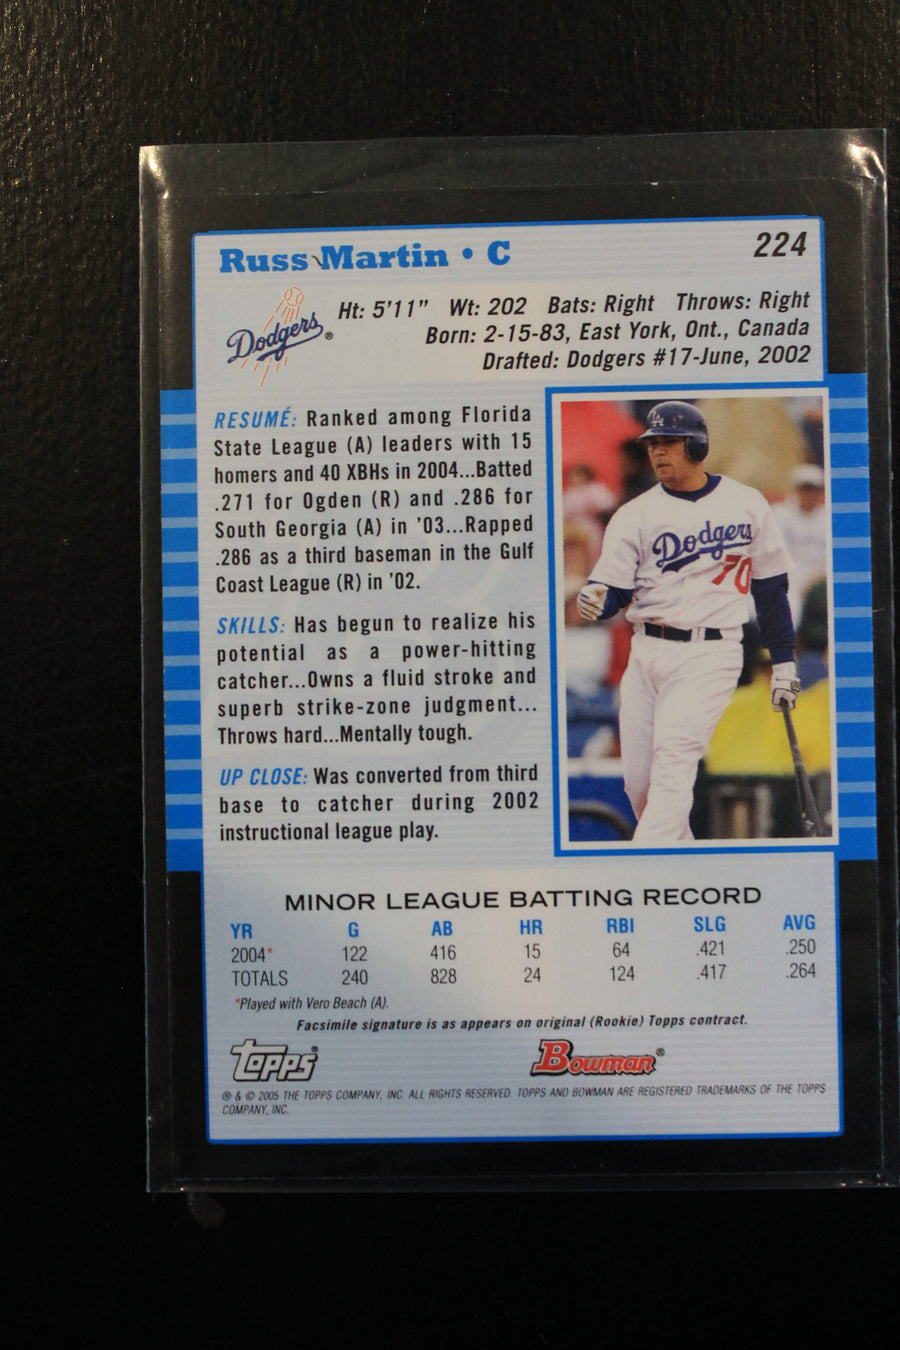 Russ Martin • C
224
Dodgers®
Ht: 5'11" Wt: 202 Bats: Right Throws: Right
Born: 2-15-83, East York, Ont., Canada
Drafted: Dodgers #17-June, 2002
RESUMÉ: Ranked among Florida
State League (A) leaders with 15
homers and 40 XBHs in 2004...Batted
.271 for Ogden (R) and .286 for
South Georgia (A) in '03...Rapped
.286 as a third baseman in the Gulf
Coast League (R) in '02.
SKILLS: Has begun to realize his
potential as a power-hitting
catcher...Owns a fluid stroke and
superb strike-zone judgment...
Throws hard...Mentally tough.
UP CLOSE: Was converted from third
base to catcher during 2002
instructional league play.
LA
Dodgers
70
MINOR LEAGUE BATTING RECORD
YR G AB HR RBI SLG AVG
2004* 122 416 15 64 .421 .250
TOTALS 240 828 24 124 .417 .264
*Played with Vero Beach (A).
Facsimile signature is as appears on original (Rookie) Topps contract.
Topps®
Bowman®
® & © 2005 THE TOPPS COMPANY, INC. ALL RIGHTS RESERVED. TOPPS AND BOWMAN ARE REGISTERED TRADEMARKS OF THE TOPPS
COMPANY, INC.